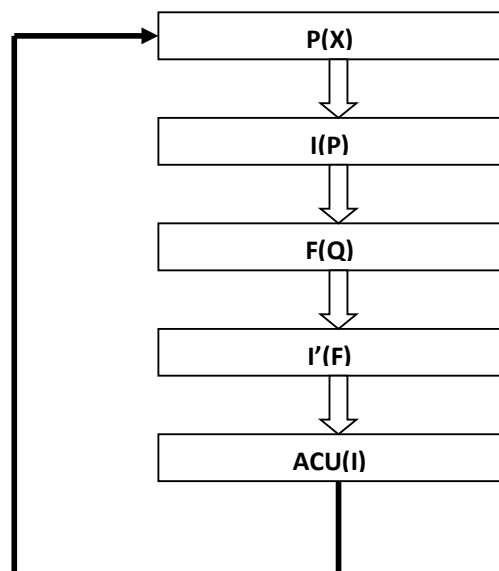 P(X)
I(P)
F(Q)
I’(F)
ACU(I)